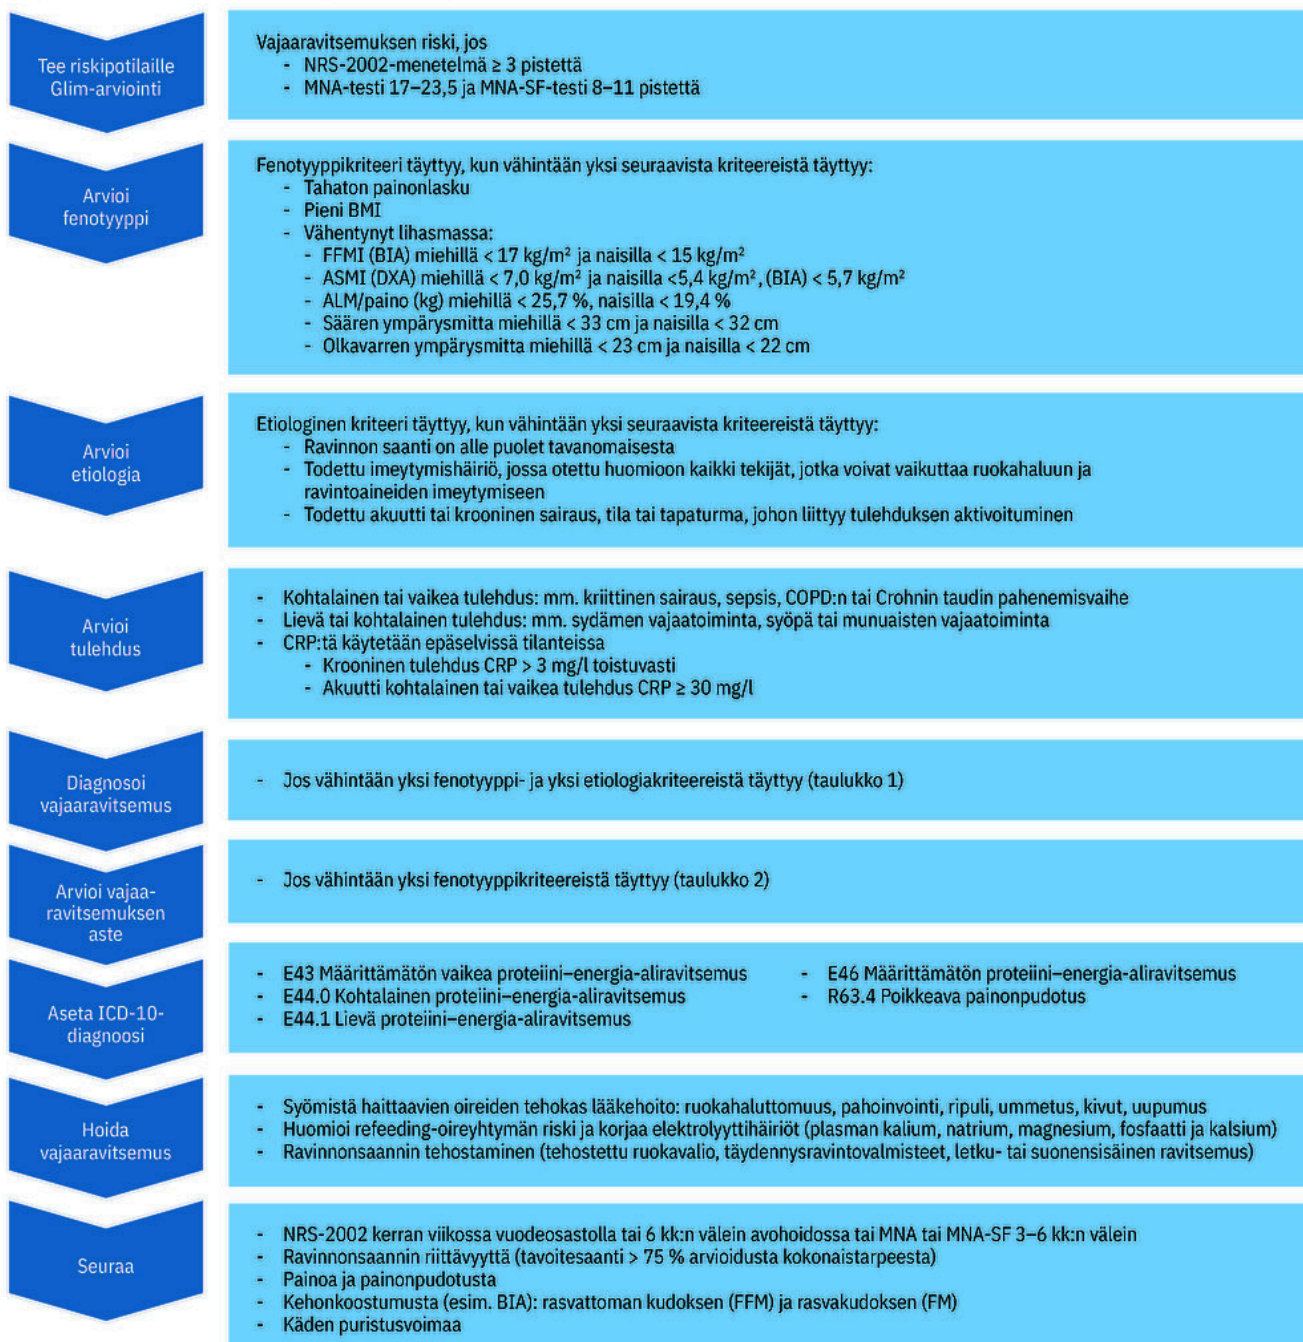 Tee riskipotilaille
Glim-arviointi
Vajaaravitsemuksen riski, jos
- NRS-2002-menetelmä ≥ 3 pistettä
- MNA-testi 17–23,5 ja MNA-SF-testi 8–11 pistettä
Arvioi
fenotyyppi
Fenotyyppikriteeri täyttyy, kun vähintään yksi seuraavista kriteereistä täyttyy:
- Tahaton painonlasku
- Pieni BMI
- Vähentynyt lihasmassa:
- FFMI (BIA) miehillä < 17 kg/m² ja naisilla < 15 kg/m²
- ASMI (DXA) miehillä < 7,0 kg/m² ja naisilla <5,4 kg/m², (BIA) < 5,7 kg/m²
- ALM/paino (kg) miehillä < 25,7 %, naisilla < 19,4 %
- Säären ympärysmitta miehillä < 33 cm ja naisilla < 32 cm
- Olkavarren ympärysmitta miehillä < 23 cm ja naisilla < 22 cm
Arvioi
etiologia
Etiologinen kriteeri täyttyy, kun vähintään yksi seuraavista kriteereistä täyttyy:
- Ravinnon saanti on alle puolet tavanomaisesta
- Todettu imeytymishäiriö, jossa otettu huomioon kaikki tekijät, jotka voivat vaikuttaa ruokahaluun ja
ravintoaineiden imeytymiseen
- Todettu akuutti tai krooninen sairaus, tila tai tapaturma, johon liittyy tulehduksen aktivoituminen
Arvioi
tulehdus
- Kohtalainen tai vaikea tulehdus: mm. kriittinen sairaus, sepsis, COPD:n tai Crohnin taudin pahenemisvaihe
- Lievä tai kohtalainen tulehdus: mm. sydämen vajaatoiminta, syöpä tai munuaisten vajaatoiminta
- CRP:tä käytetään epäselvissä tilanteissa
- Krooninen tulehdus CRP > 3 mg/l toistuvasti
- Akuutti kohtalainen tai vaikea tulehdus CRP ≥ 30 mg/l
Diagnosoi
vajaaravitsemus
- Jos vähintään yksi fenotyyppi- ja yksi etiologiakriteereistä täyttyy (taulukko 1)
Arvioi vajaa-
ravitsemuksen
aste
- Jos vähintään yksi fenotyyppikriteereistä täyttyy (taulukko 2)
Aseta ICD-10-
diagnoosi
- E43 Määrittämätön vaikea proteiini–energia-aliravitsemus
- E44.0 Kohtalainen proteiini–energia-aliravitsemus
- E44.1 Lievä proteiini–energia-aliravitsemus
- E46 Määrittämätön proteiini–energia-aliravitsemus
- R63.4 Poikkeava painonpudotus
Hoida
vajaaravitsemus
- Syömistä haittaavien oireiden tehokas lääkehoito: ruokahaluttomuus, pahoinvointi, ripuli, ummetus, kivut, uupumus
- Huomioi refeeding-oireyhtymän riski ja korjaa elektrolyyttihäiriöt (plasman kalium, natrium, magnesium, fosfaatti ja kalsium)
- Ravinnonsaannin tehostaminen (tehostettu ruokavalio, täydennysravintovalmisteet, letku- tai suonensisäinen ravitsemus)
Seuraa
- NRS-2002 kerran viikossa vuodeosastolla tai 6 kk:n välein avohoidossa tai MNA tai MNA-SF 3–6 kk:n välein
- Ravinnonsaannin riittävyyttä (tavoitesaanti > 75 % arvioidusta kokonaistarpeesta)
- Painoa ja painonpudotusta
- Kehonkoostumusta (esim. BIA): rasvattoman kudoksen (FFM) ja rasvakudoksen (FM)
- Käden puristusvoimaa